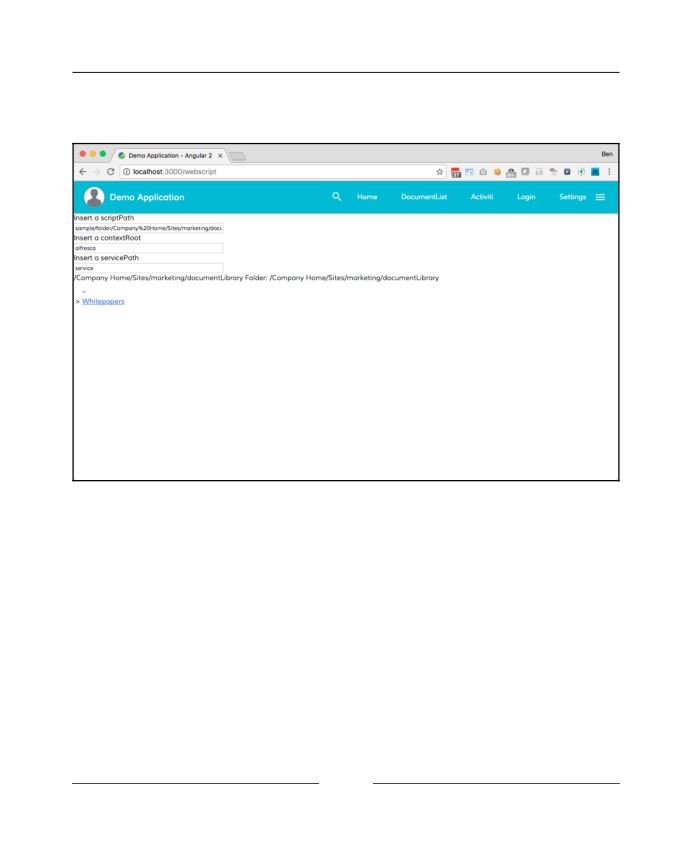 Demo Application - Angular 2 ×
Ben
localhost:3000/webscript
Demo Application
Home
DocumentList
Activiti
Login
Settings
Insert a scriptPath
sample/folder/Company%20Home/Sites/marketing/docu
Insert a contextRoot
alfresco
Insert a servicePath
service
/Company Home/Sites/marketing/documentLibrary Folder: /Company Home/Sites/marketing/documentLibrary
..
> Whitepapers